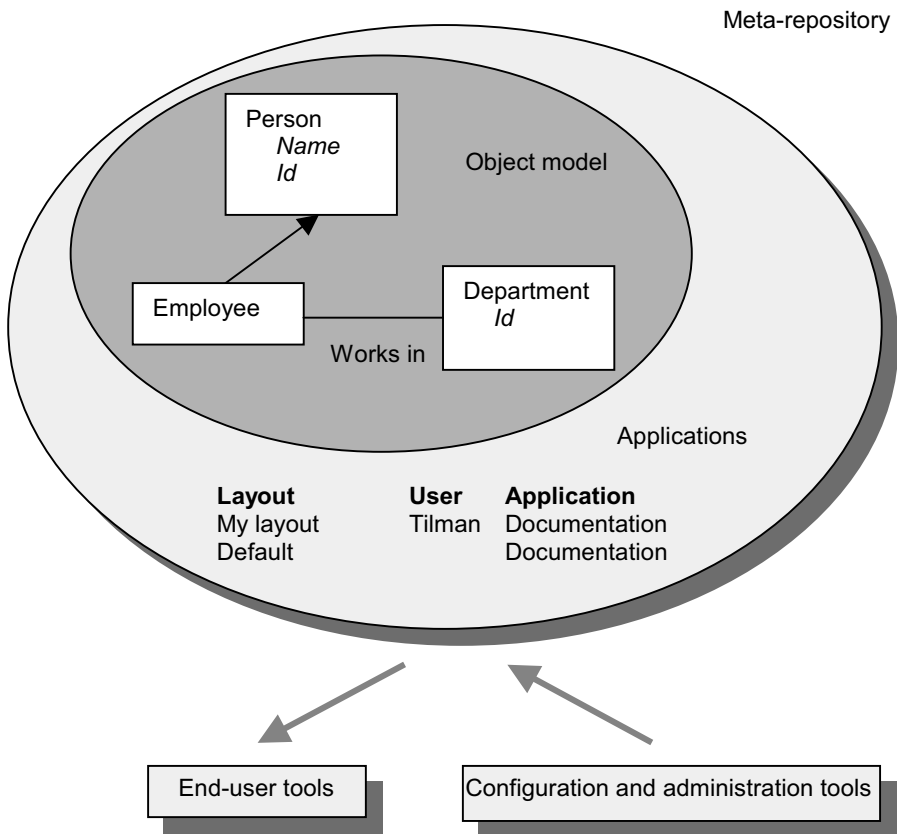 Meta-repository
Person
Name
Id
Object model
Employee
Department
Id
Works in
Applications
Layout User Application
My layout Tilman Documentation
Default Documentation
End-user tools
Configuration and administration tools